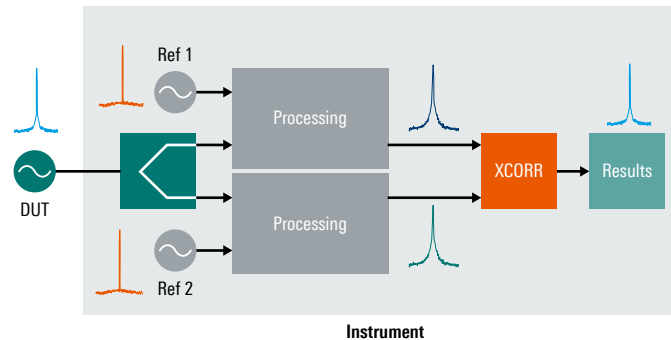 Ref 1
Processing
DUT
XCORR
Results
Processing
Ref 2
Instrument